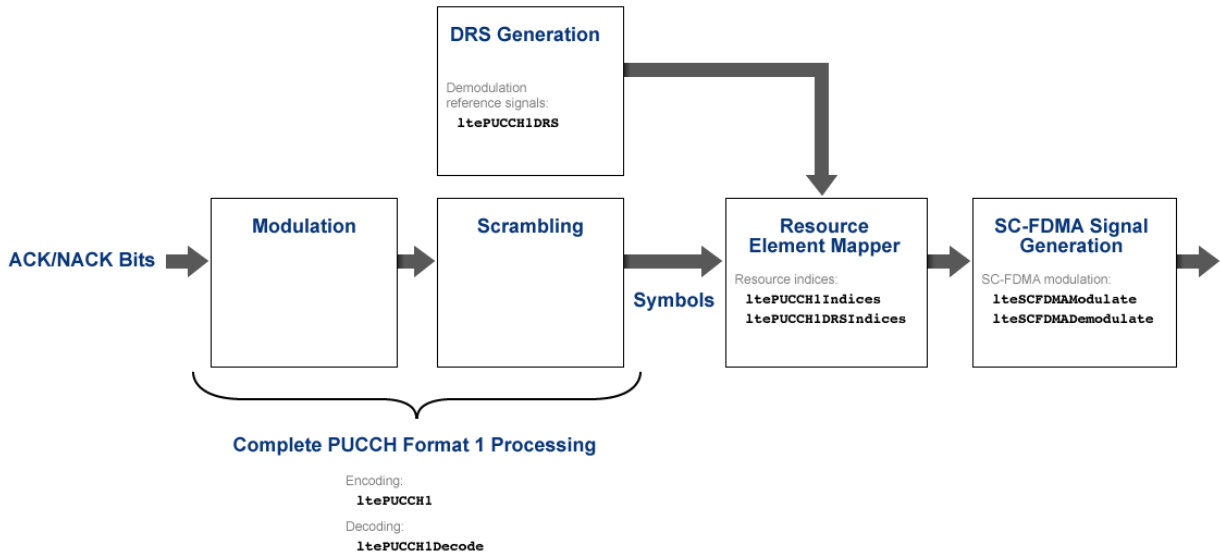 DRS Generation
Demodulation
reference signals:
ltePUCCH1DRS
ACK/NACK Bits
Modulation
Scrambling
Symbols
Resource
Element Mapper
Resource indices:
ltePUCCH1Indices
ltePUCCH1DRSIndices
SC-FDMA Signal
Generation
SC-FDMA modulation:
lteSCFDMAModulate
lteSCFDMADemodulate
Complete PUCCH Format 1 Processing
Encoding:
ltePUCCH1
Decoding:
ltePUCCH1Decode